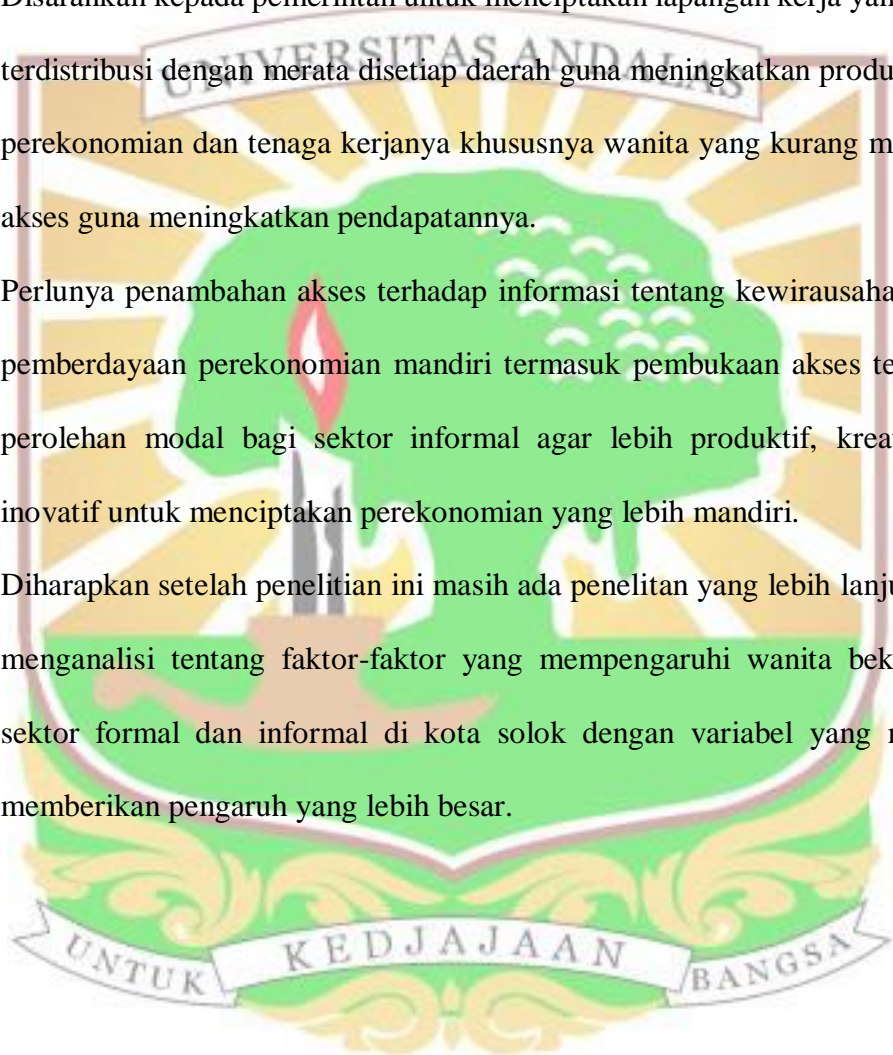 Disarankan kepada pemerintah untuk menciptakan lapangan kerja yan
UNIVERSITAS ANDALAS
terdistribusi dengan merata disetiap daerah guna meningkatkan produ
perekonomian dan tenaga kerjanya khususnya wanita yang kurang m
akses guna meningkatkan pendapatannya.
Perlunya penambahan akses terhadap informasi tentang kewirausaha
pemberdayaan perekonomian mandiri termasuk pembukaan akses te
perolehan modal bagi sektor informal agar lebih produktif, krea
inovatif untuk menciptakan perekonomian yang lebih mandiri.
Diharapkan setelah penelitian ini masih ada penelitan yang lebih lanju
menganalisi tentang faktor-faktor yang mempengaruhi wanita bek
sektor formal dan informal di kota solok dengan variabel yang
memberikan pengaruh yang lebih besar.
UNTUK KEDJAJAAN BANGSA